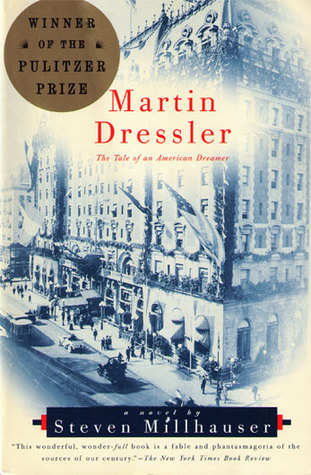 WINNER
OF THE
PULITZER
PRIZE
Martin
Dressler
The Tale of an American Dreamer
a novel by
Steven Millhauser
"This wonderful, wonder-full book is a fable and phantasmagoria of the
sources of our century." —The New York Times Book Review